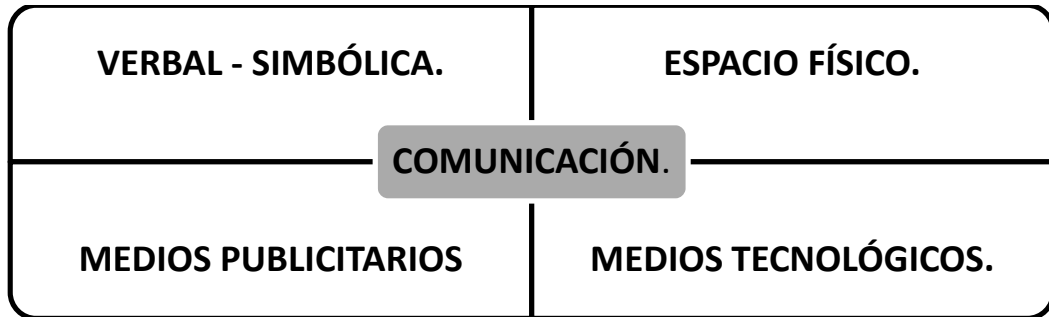 VERBAL - SIMBÓLICA.
ESPACIO FÍSICO.
COMUNICACIÓN.
MEDIOS PUBLICITARIOS
MEDIOS TECNOLÓGICOS.